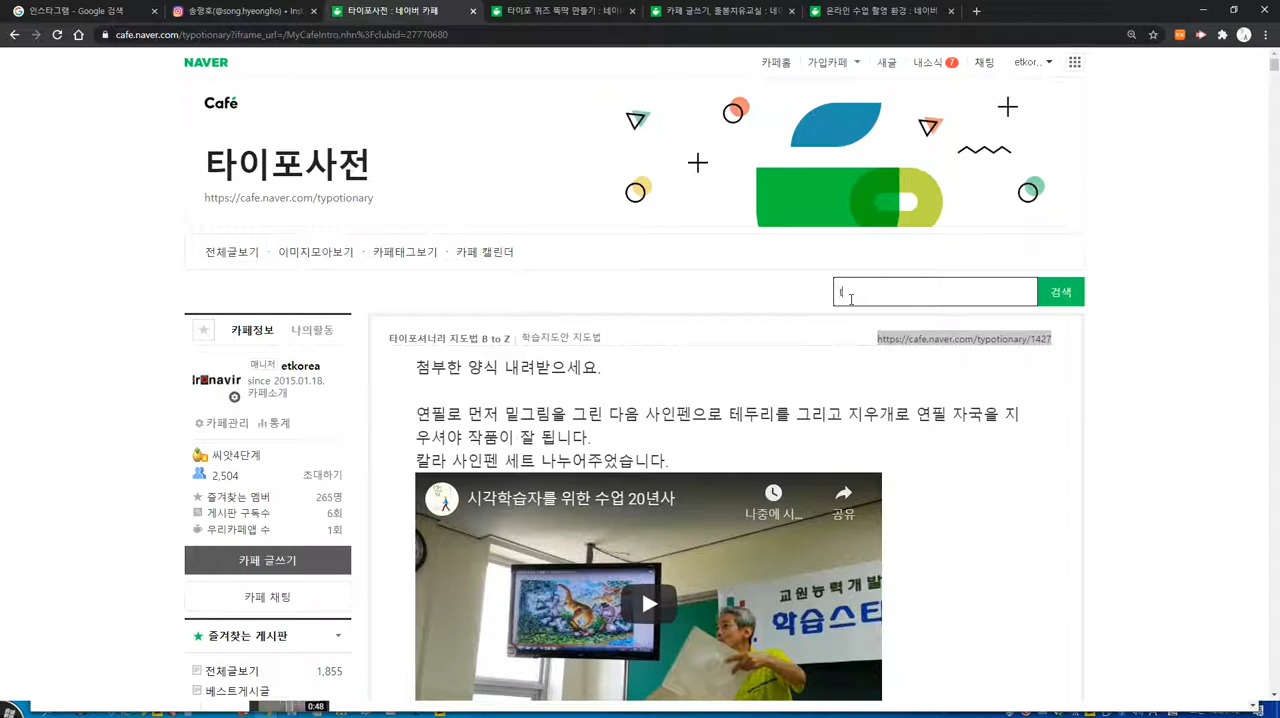 인스타그램 - Google 검색
송형호(@song.hyeongho) • Inst
타이포사전 : 네이버 카페
타이포 퀴즈 뚝딱 만들기 : 네이버
카페 글쓰기, 툴봄지유교실 : 네이버
온라인 수업 촬영 환경 : 네이버
cafe.naver.com/typotionary?iframe_url=/MyCafeIntro.nhn%3Fclubid=27770680
NAVER
카페홈 가입카페 새글 내소식 7 채팅 etkor..
Café
타이포사전
https://cafe.naver.com/typotionary
전체글보기 · 이미지모아보기 · 카페태그보기 · 카페 캘린더
t
검색
카페정보 나의활동
매니저 etkorea
since 2015.01.18.
카페소개
카페관리 통계
씨앗4단계
2,504 초대하기
즐겨찾는 멤버 265명
게시판 구독수 6회
우리카페앱 수 1회
카페 글쓰기
카페 채팅
즐겨찾는 게시판
전체글보기 1,855
베스트게시글
타이포셔너리 지도법 B to Z | 학습지도안 지도법
https://cafe.naver.com/typotionary/1427
첨부한 양식 내려받으세요.
연필로 먼저 밑그림을 그린 다음 사인펜으로 테두리를 그리고 지우개로 연필 자국을 지
우셔야 작품이 잘 됩니다.
칼라 사인펜 세트 나누어주었습니다.
시각학습자를 위한 수업 20년사
나중에 시... 공유
교원능력개발
학습스타
0:48